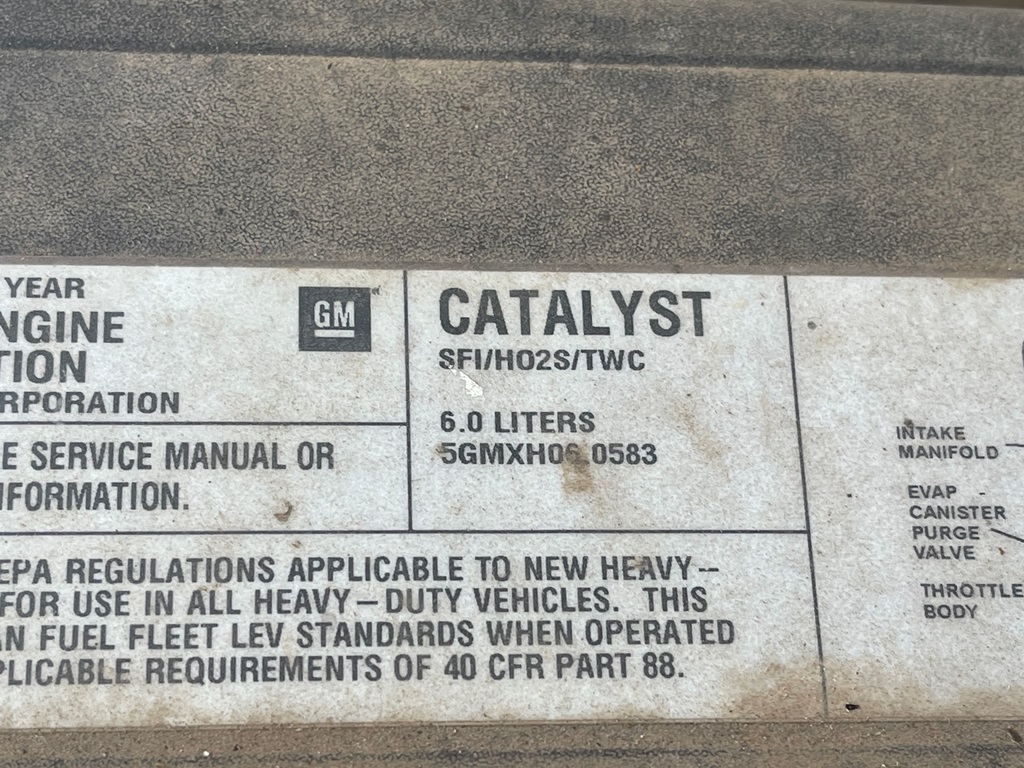 YEAR
NGINE
TION
RPORATION
GM
E SERVICE MANUAL OR
NFORMATION.
CATALYST
SFI/HO2S/TWC
6.0 LITERS
5GMXH06.0583
EPA REGULATIONS APPLICABLE TO NEW HEAVY-
FOR USE IN ALL HEAVY-DUTY VEHICLES. THIS
AN FUEL FLEET LEV STANDARDS WHEN OPERATED
PLICABLE REQUIREMENTS OF 40 CFR PART 88.
INTAKE
MANIFOLD
EVAP
CANISTER
PURGE
VALVE
THROTTLE
BODY